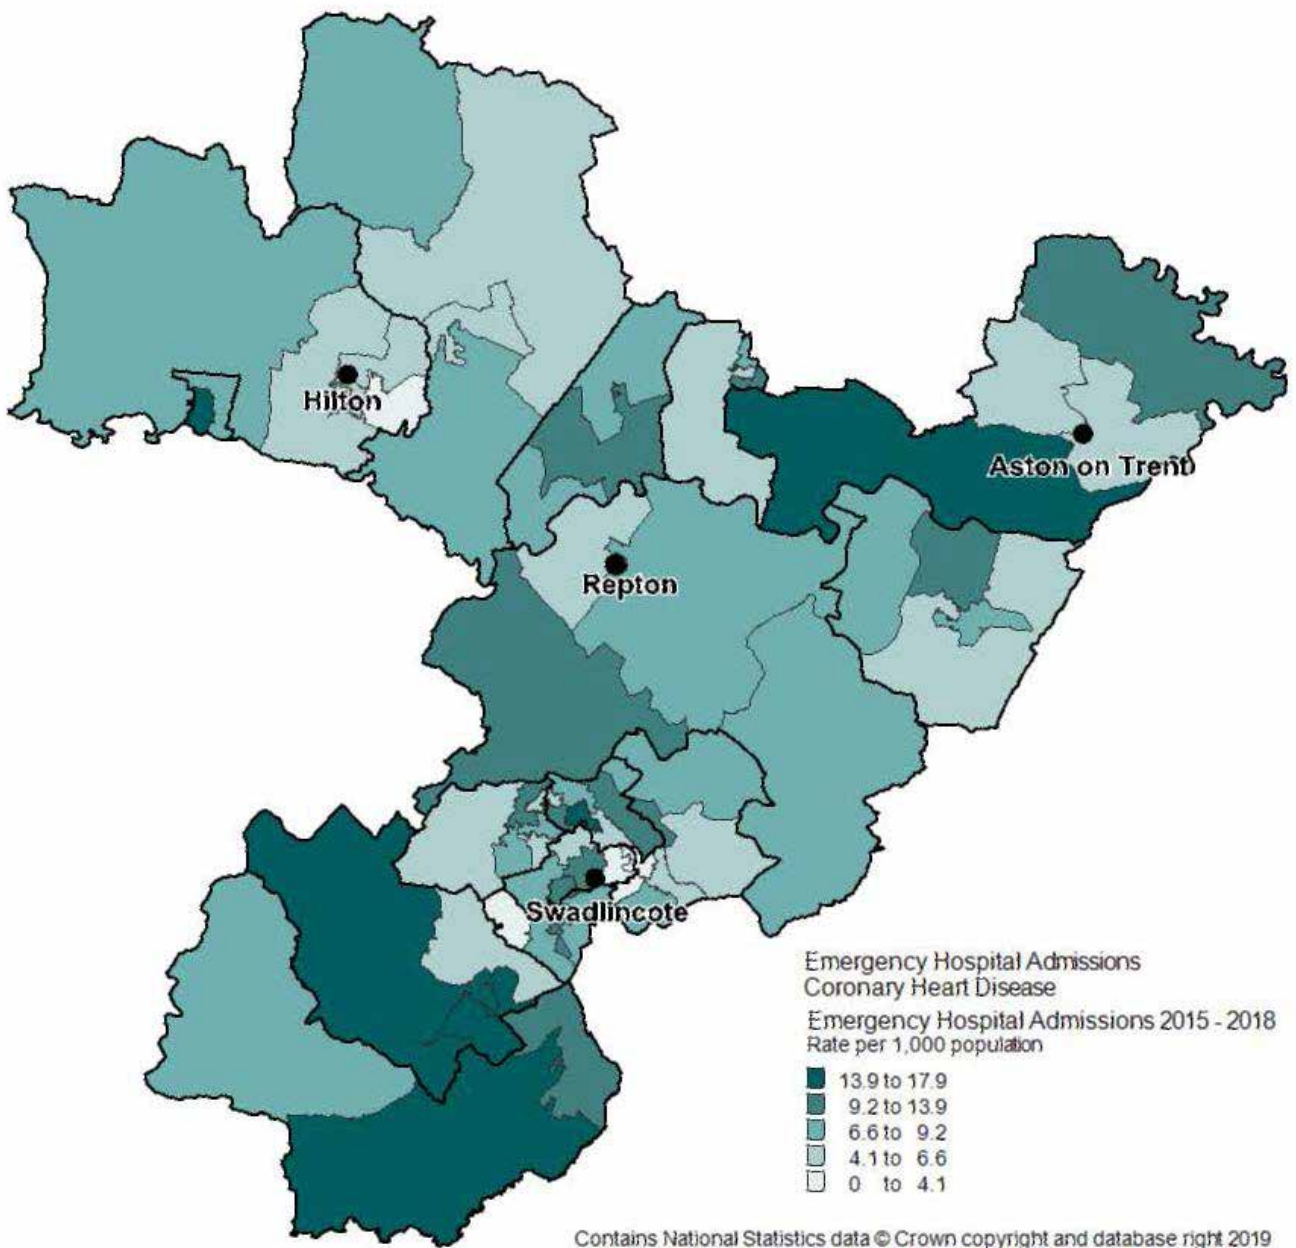 Hilton
Aston on Trent
Repton
Swadlincote
Emergency Hospital Admissions
Coronary Heart Disease
Emergency Hospital Admissions 2015 - 2018
Rate per 1,000 population
13.9 to 17.9
9.2 to 13.9
6.6 to 9.2
4.1 to 6.6
0 to 4.1
Contains National Statistics data © Crown copyright and database right 2019